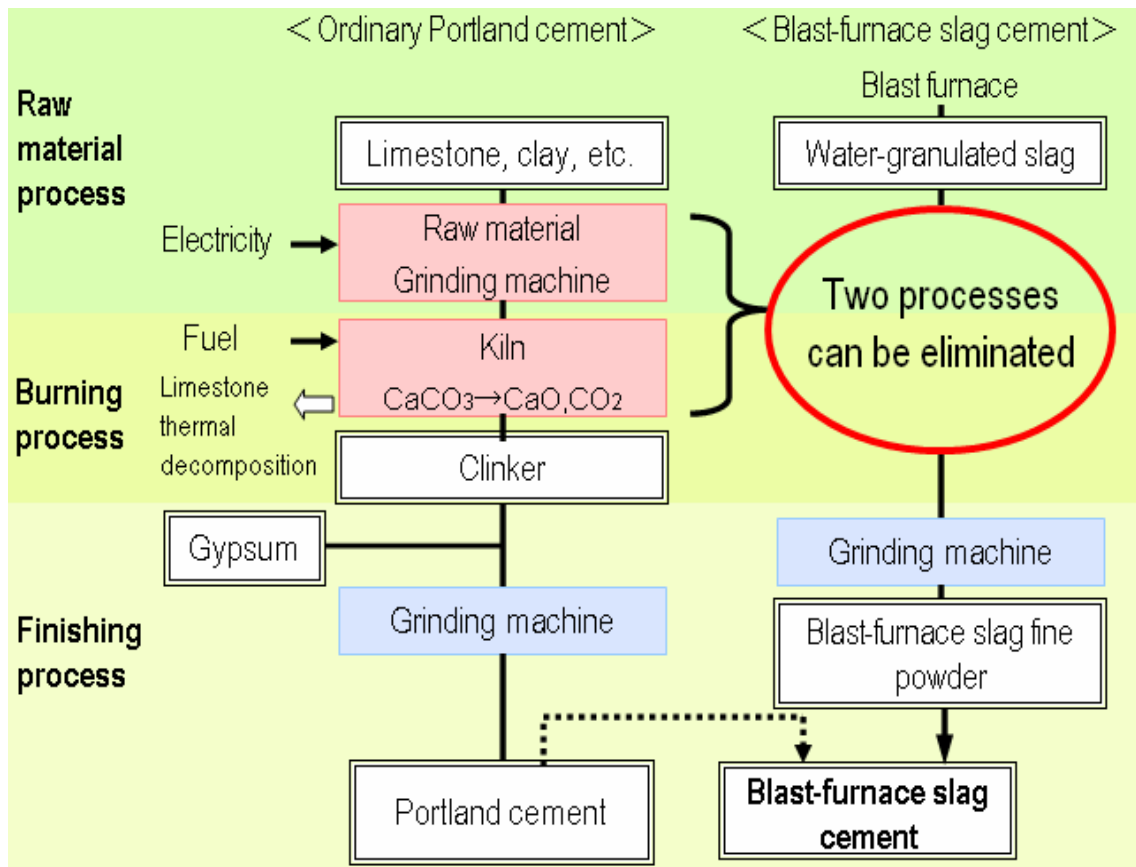 <Ordinary Portland cement>
<Blast-furnace slag cement>
Raw
material
process
Blast furnace
Limestone, clay, etc.
Water-granulated slag
Electricity
Raw material
Grinding machine
Two processes
can be eliminated
Burning
process
Fuel
Kiln
CaCO₃→CaO,CO₂
Limestone
thermal
decomposition
Clinker
Gypsum
Finishing
process
Grinding machine
Grinding machine
Blast-furnace slag fine
powder
Portland cement
Blast-furnace slag
cement